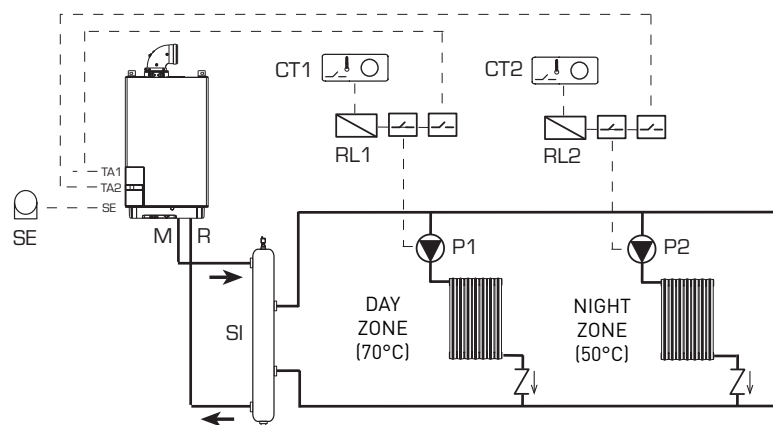 CT1
CT2
RL1
RL2
TA1
TA2
SE
SE
M R
P1
P2
SI
DAY
ZONE
(70°C)
NIGHT
ZONE
(50°C)